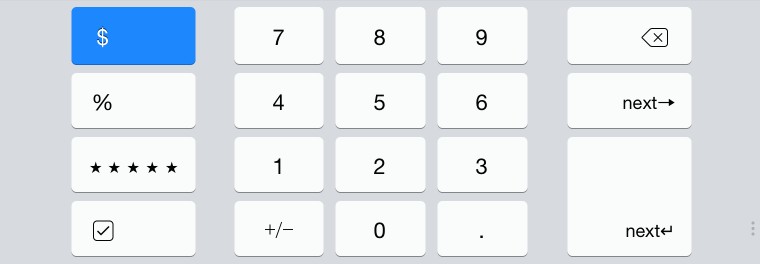 $ 7 8 9
% 4 5 6 next→
★ ★ ★ ★ ★ 1 2 3
+/− 0 . next↵